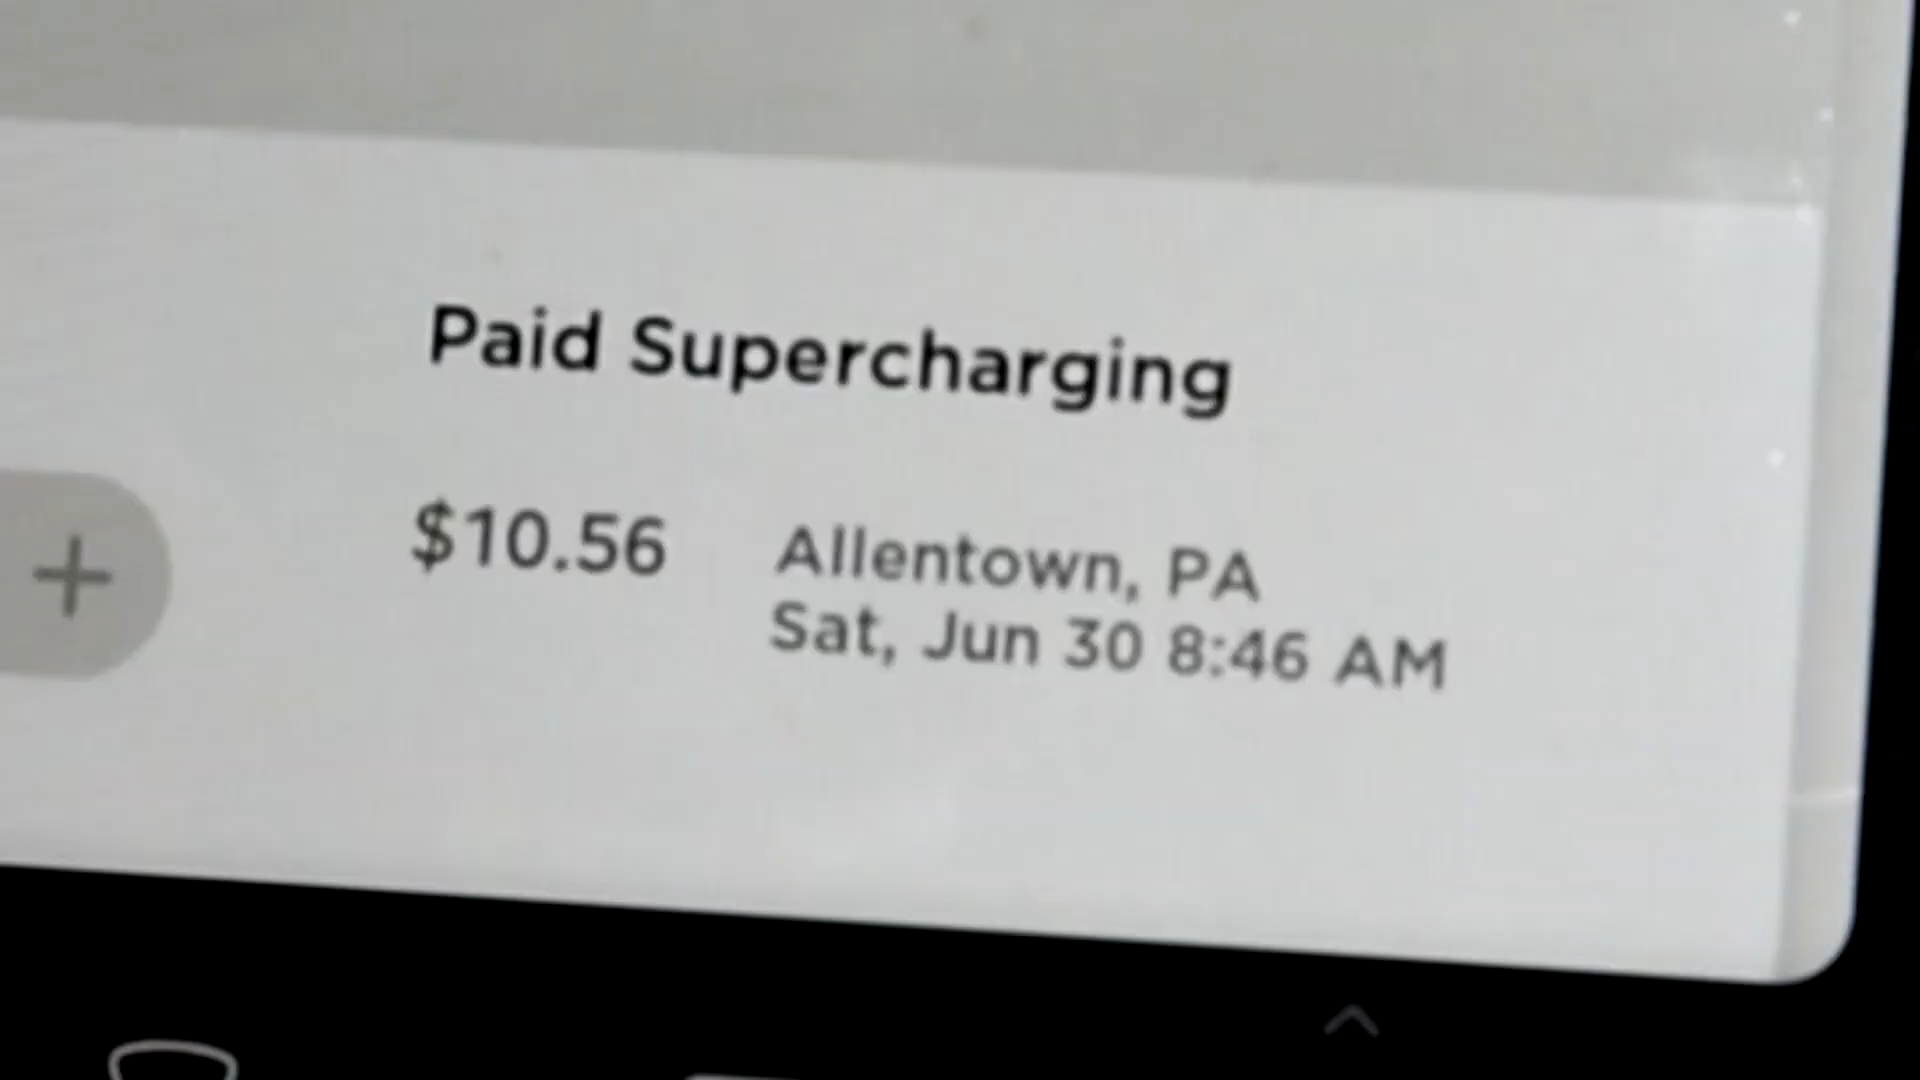 Paid Supercharging
+
$10.56
Allentown, PA
Sat, Jun 30 8:46 AM